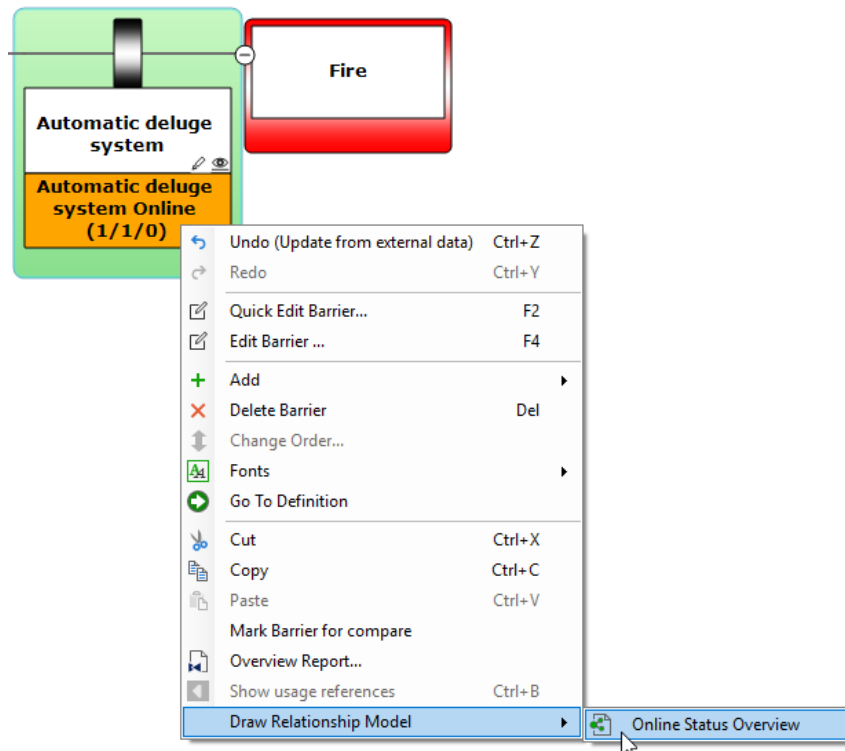 Fire
Automatic deluge
system
Automatic deluge
system Online
(1/1/0)
Undo (Update from external data) Ctrl+Z
Redo Ctrl+Y
Quick Edit Barrier... F2
Edit Barrier ... F4
Add
Delete Barrier Del
Change Order...
Fonts
Go To Definition
Cut Ctrl+X
Copy Ctrl+C
Paste Ctrl+V
Mark Barrier for compare
Overview Report...
Show usage references Ctrl+B
Draw Relationship Model
Online Status Overview